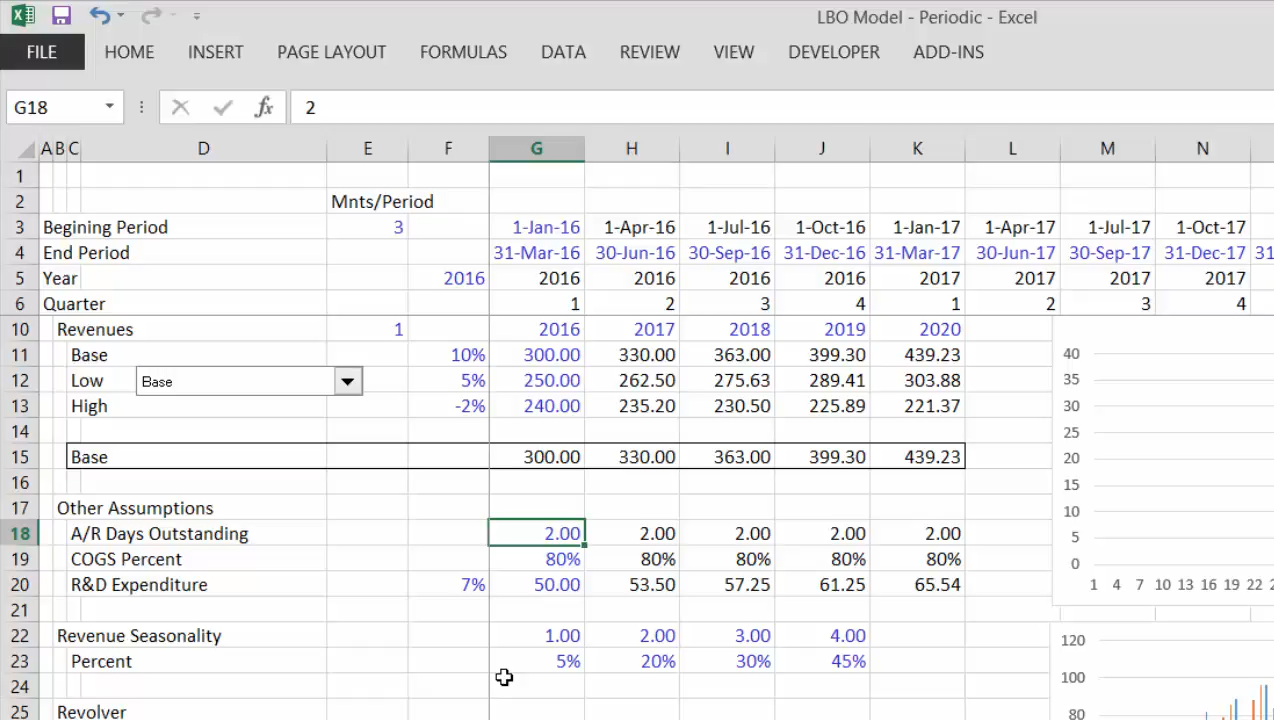 LBO Model - Periodic - Excel
FILE HOME INSERT PAGE LAYOUT FORMULAS DATA REVIEW VIEW DEVELOPER ADD-INS
G18 fx 2
A B C D E F G H I J K L M N
1
2 Mnts/Period
3 Begining Period 3 1-Jan-16 1-Apr-16 1-Jul-16 1-Oct-16 1-Jan-17 1-Apr-17 1-Jul-17 1-Oct-17
4 End Period 31-Mar-16 30-Jun-16 30-Sep-16 31-Dec-16 31-Mar-17 30-Jun-17 30-Sep-17 31-Dec-17 31
5 Year 2016 2016 2016 2016 2016 2017 2017 2017 2017
6 Quarter 1 2 3 4 1 2 3 4
10 Revenues 1 2016 2017 2018 2019 2020
11 Base 10% 300.00 330.00 363.00 399.30 439.23 40
12 Low Base 5% 250.00 262.50 275.63 289.41 303.88 35
13 High -2% 240.00 235.20 230.50 225.89 221.37 30
14 25
15 Base 300.00 330.00 363.00 399.30 439.23 20
16 15
17 Other Assumptions 10
18 A/R Days Outstanding 2.00 2.00 2.00 2.00 2.00 5
19 COGS Percent 80% 80% 80% 80% 80% 0
20 R&D Expenditure 7% 50.00 53.50 57.25 61.25 65.54 1 4 7 10 13 16 19 22
21
22 Revenue Seasonality 1.00 2.00 3.00 4.00 120
23 Percent 5% 20% 30% 45% 100
24
25 Revolver 80